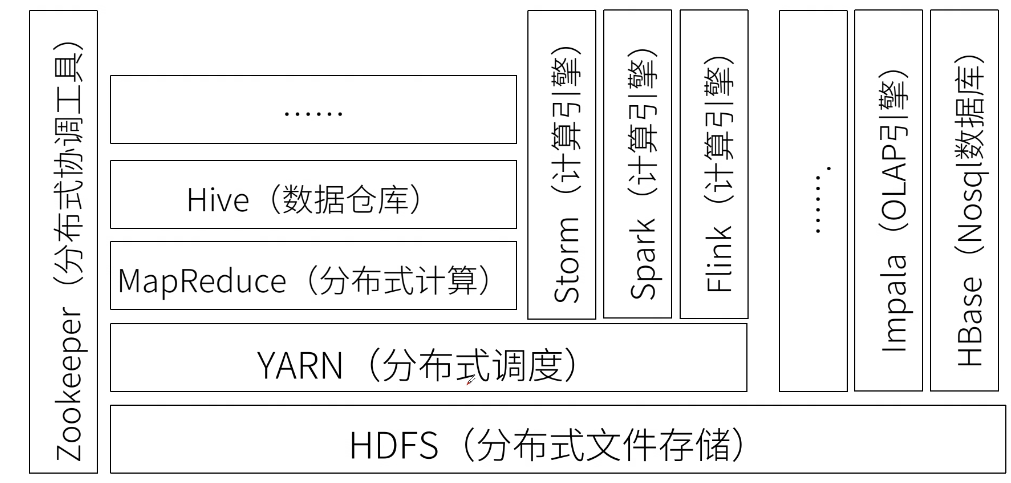 Zookeeper（分布式协调工具）
……
Hive（数据仓库）
MapReduce（分布式计算）
Storm（计算引擎）
Spark（计算引擎）
Flink（计算引擎）
YARN（分布式调度）
……
Impala（OLAP引擎）
HBase（Nosql数据库）
HDFS（分布式文件存储）